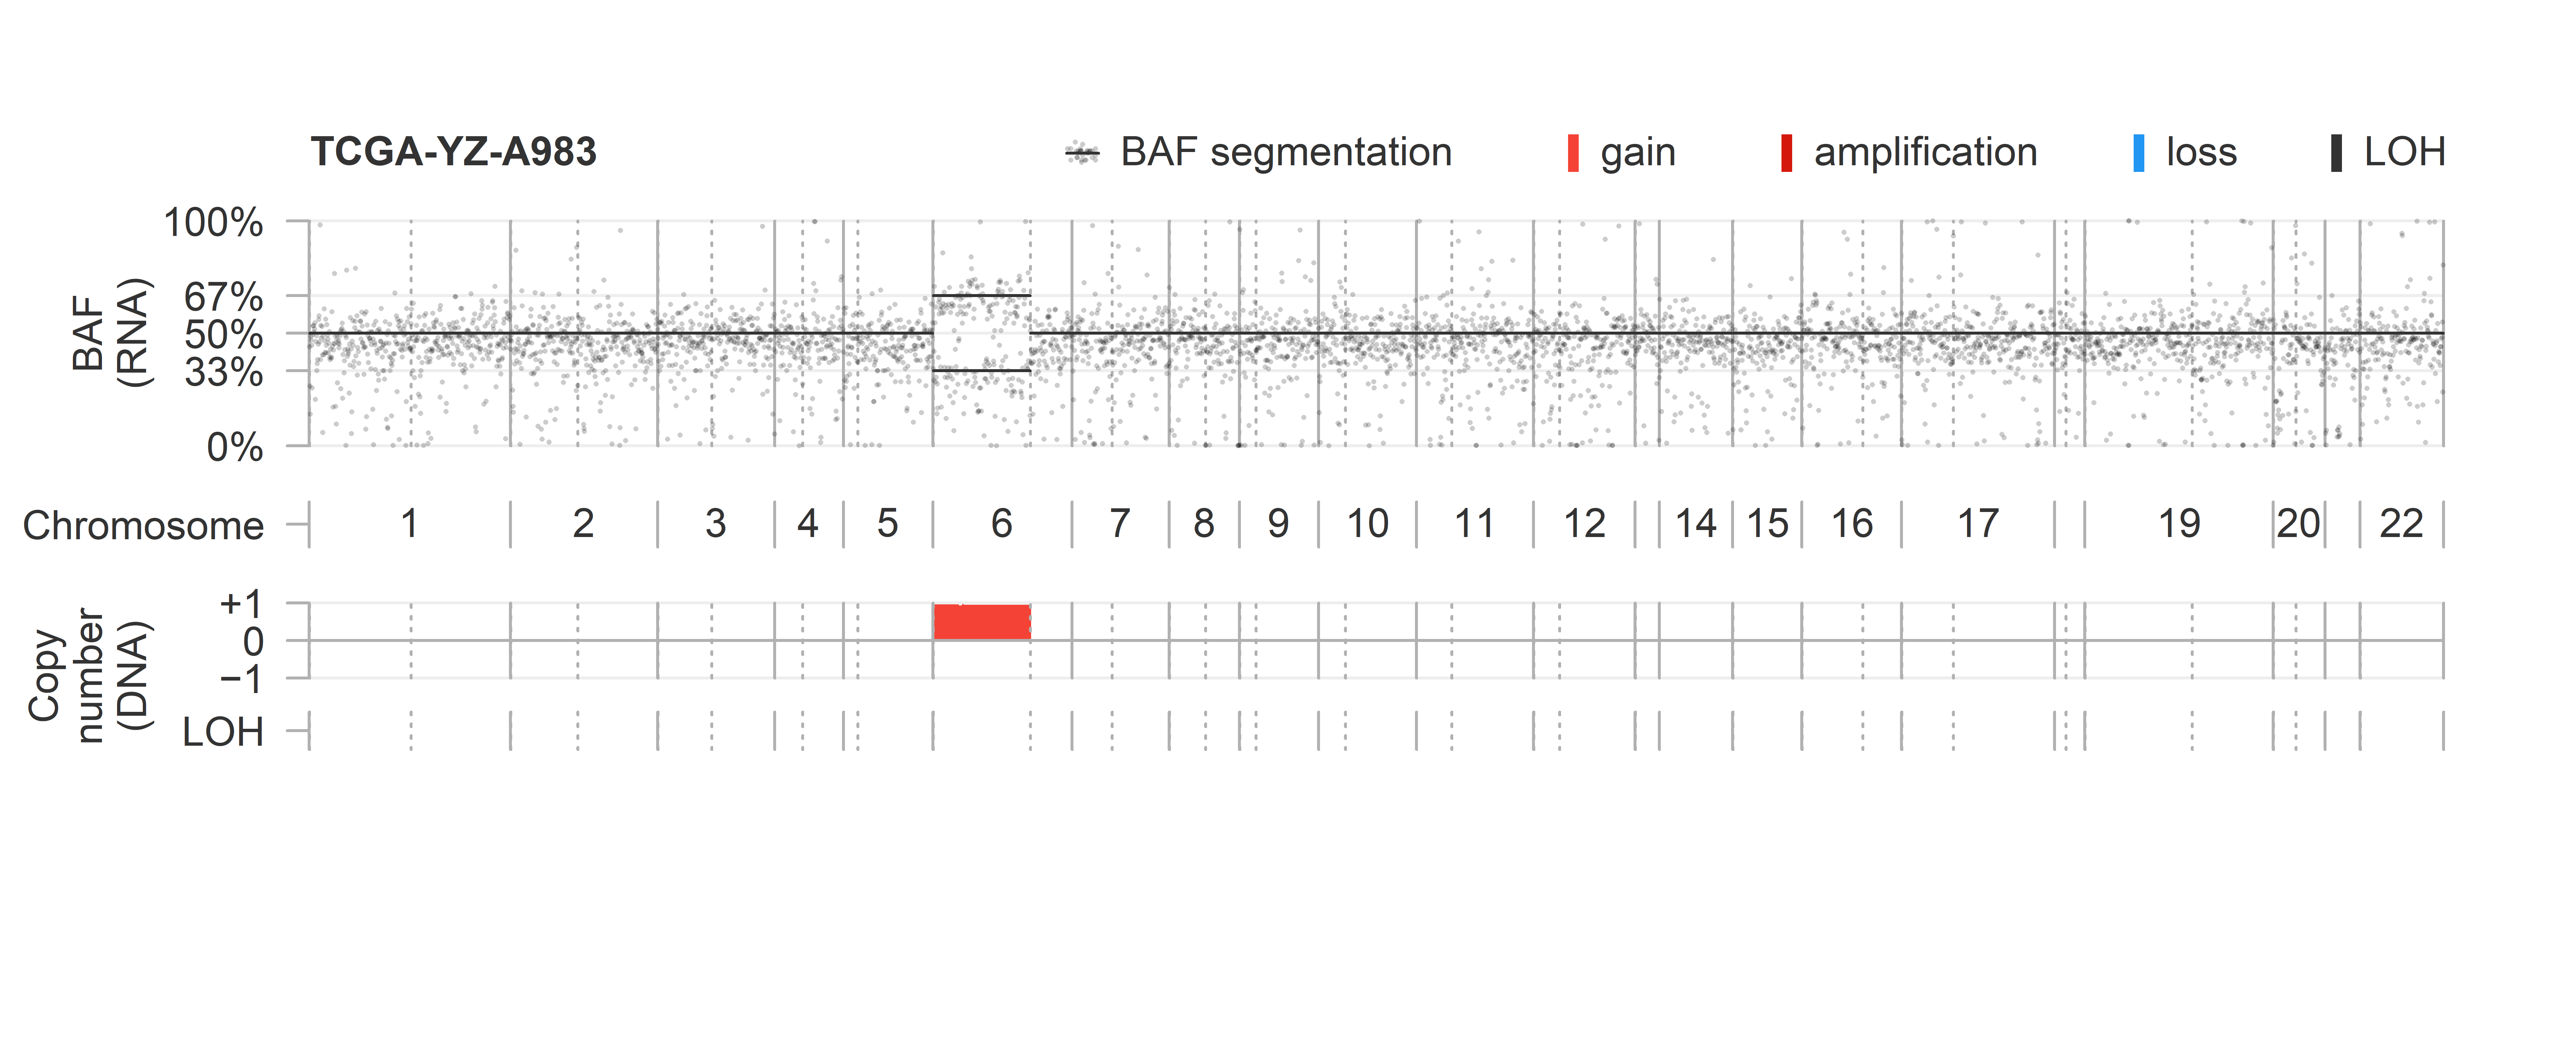 TCGA-YZ-A983
BAF segmentation
gain
amplification
loss
LOH
BAF
(RNA)
100%
67%
50%
33%
0%
Chromosome
1 2 3 4 5 6 7 8 9 10 11 12 14 15 16 17 19 20 22
Copy
number
(DNA)
+1
0
−1
LOH